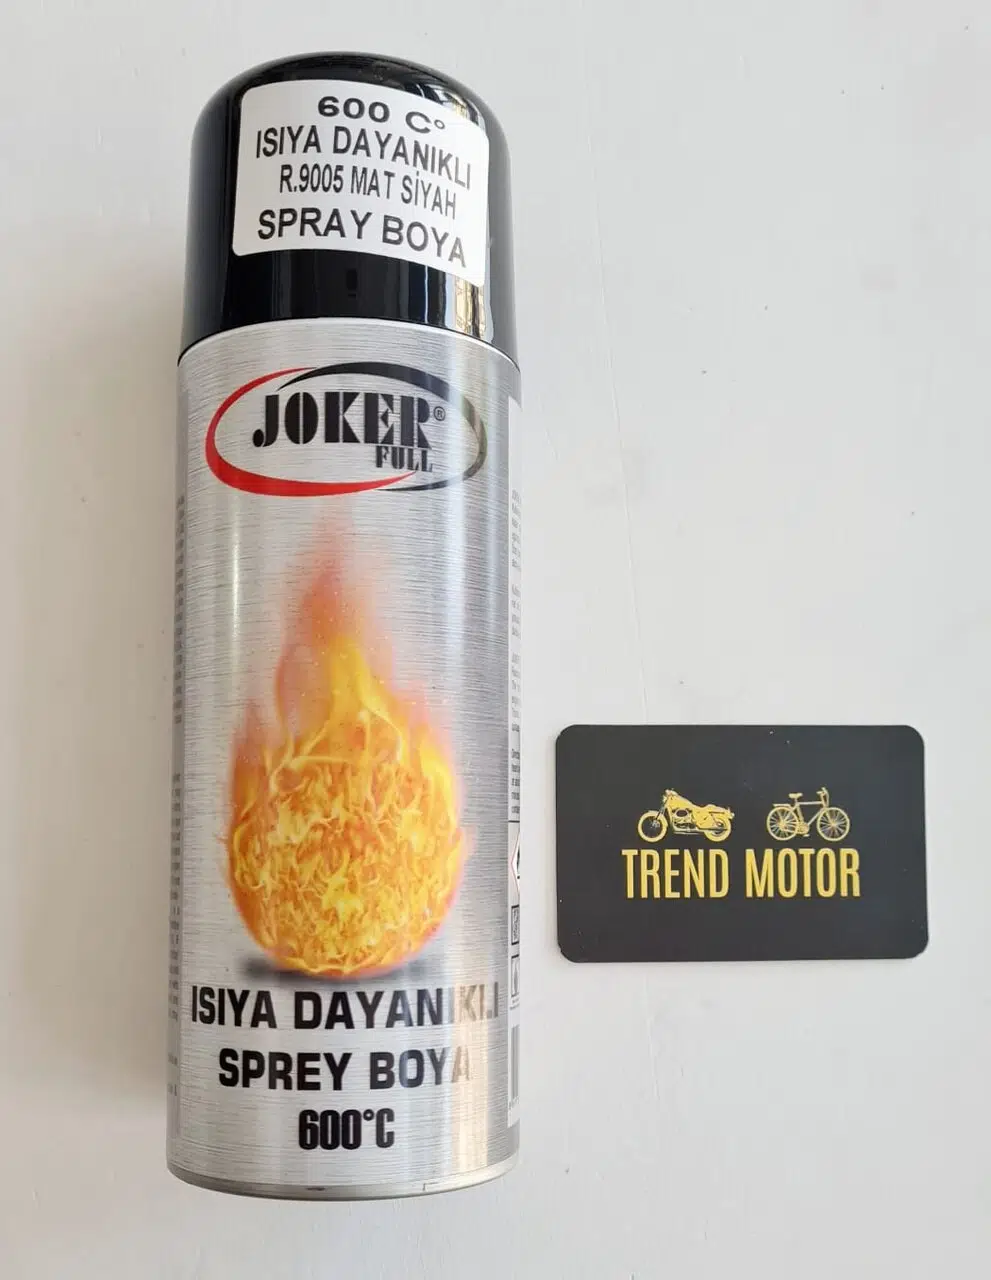 600 C°
ISIYA DAYANIKLI
R.9005 MAT SİYAH
SPRAY BOYA
JOKER®
FULL
ISIYA DAYANIKLI
SPREY BOYA
600°C
TREND MOTOR